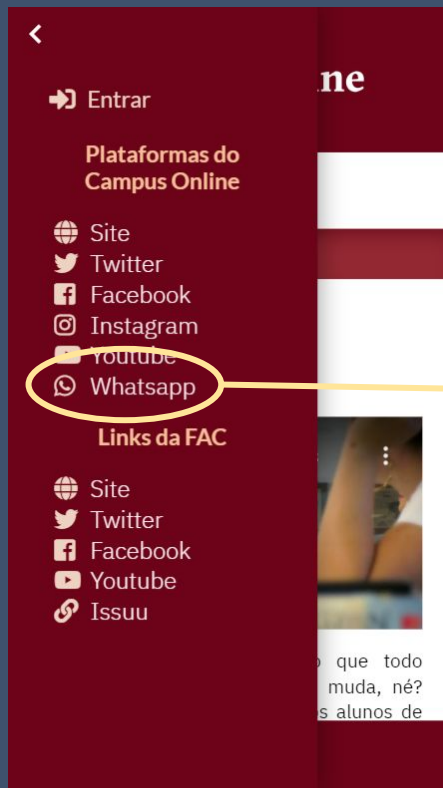 ne
Entrar
Plataformas do
Campus Online
Site
Twitter
Facebook
Instagram
Youtube
Whatsapp
Links da FAC
Site
Twitter
Facebook
Youtube
Issuu
que todo
muda, né?
s alunos de